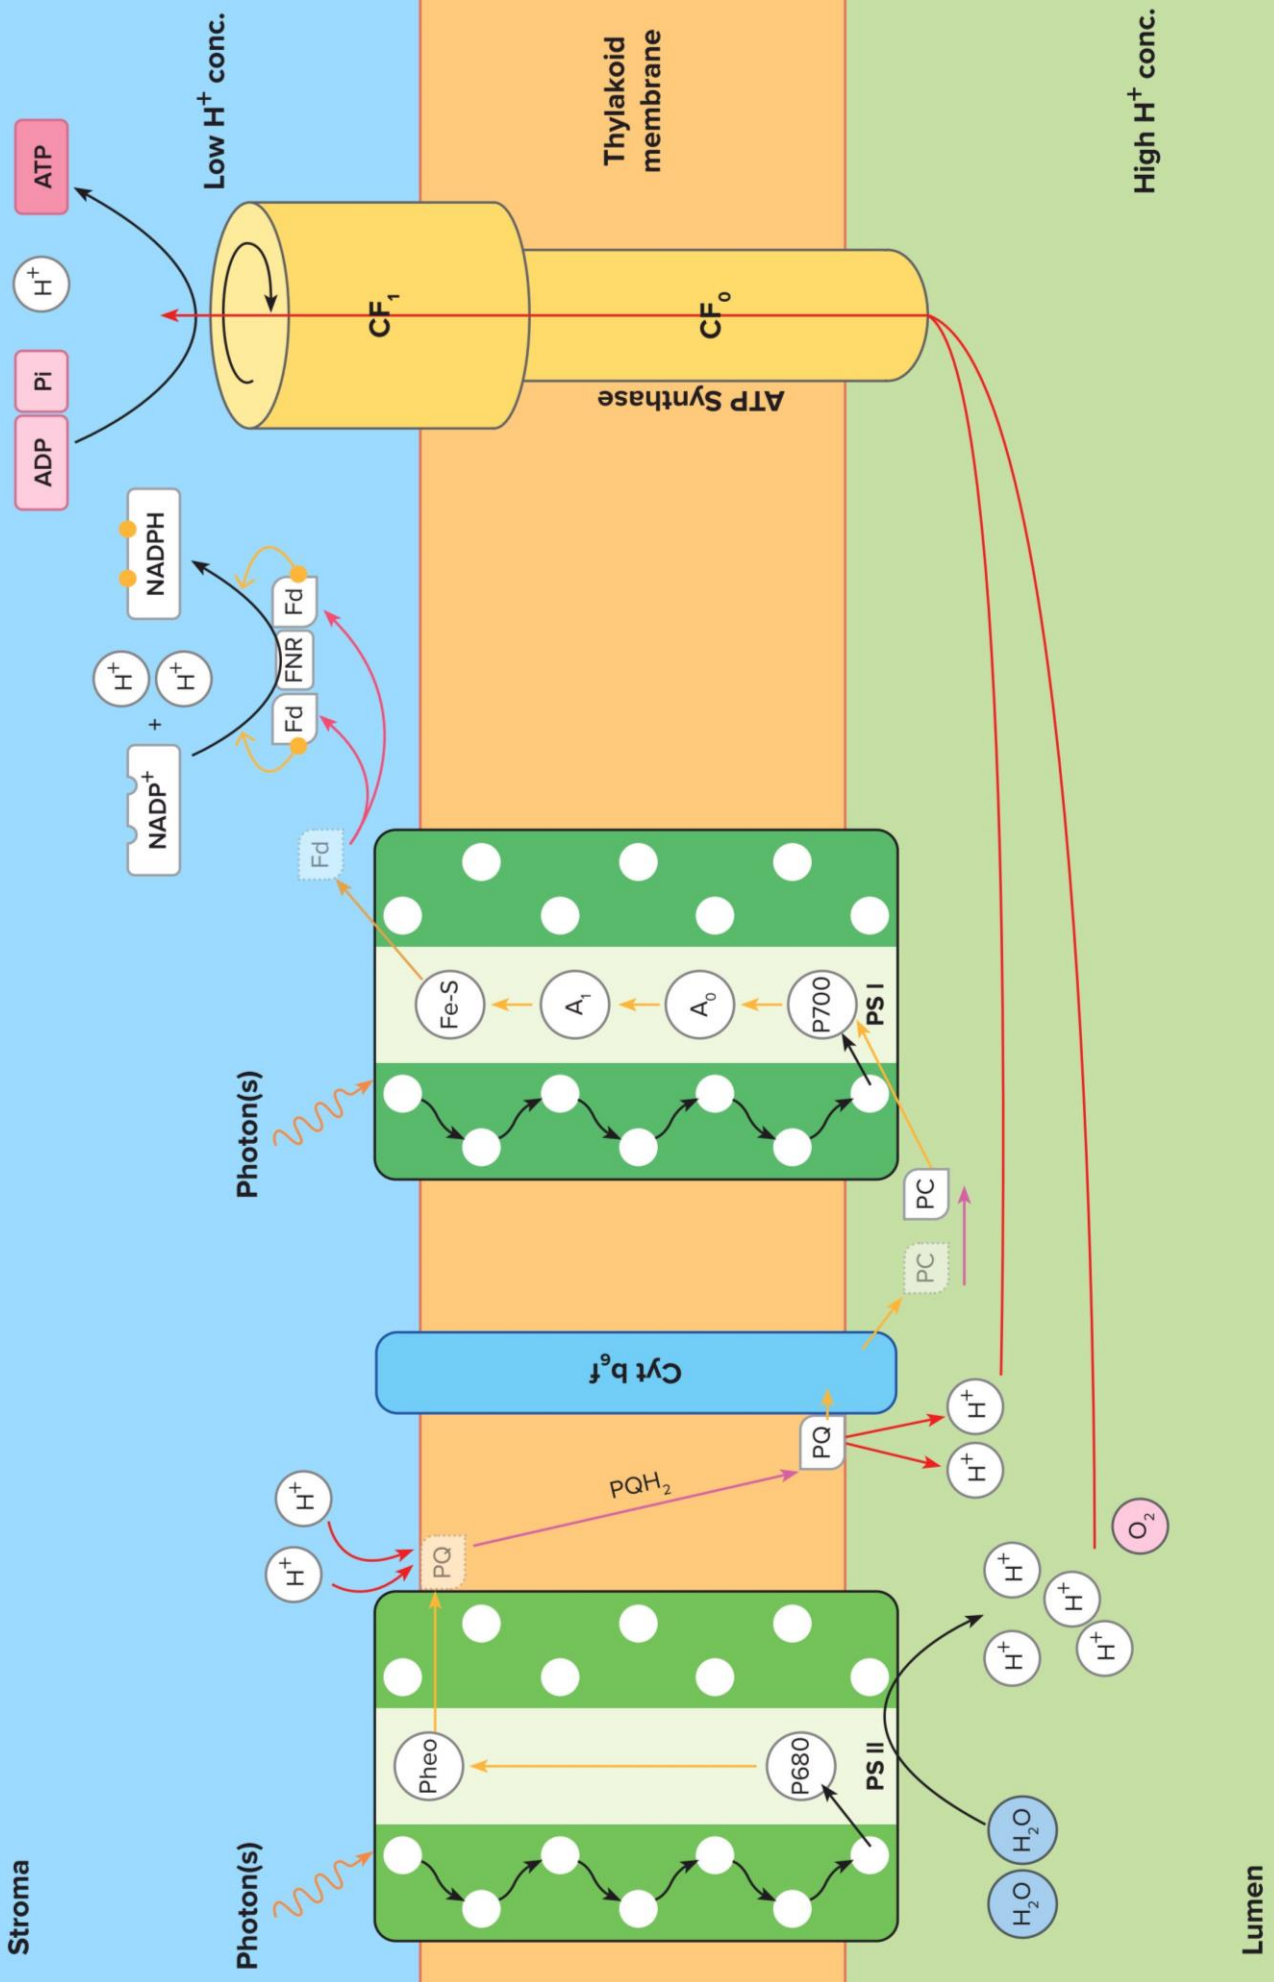 Stroma
Photon(s)
Photon(s)
H⁺
H⁺
Fd
NADP⁺
+
H⁺
H⁺
NADPH
Fd
FNR
Fd
ADP
Pi
H⁺
ATP
Low H⁺ conc.
Pheo
P680
PS II
PQ
PQH₂
PQ
Cyt b₆f
Fe-S
A₁
A₀
P700
PS I
ATP Synthase
CF₁
CF₀
Thylakoid
membrane
PC
PC
H₂O
H₂O
H⁺
H⁺
H⁺
H⁺
O₂
H⁺
H⁺
Lumen
High H⁺ conc.